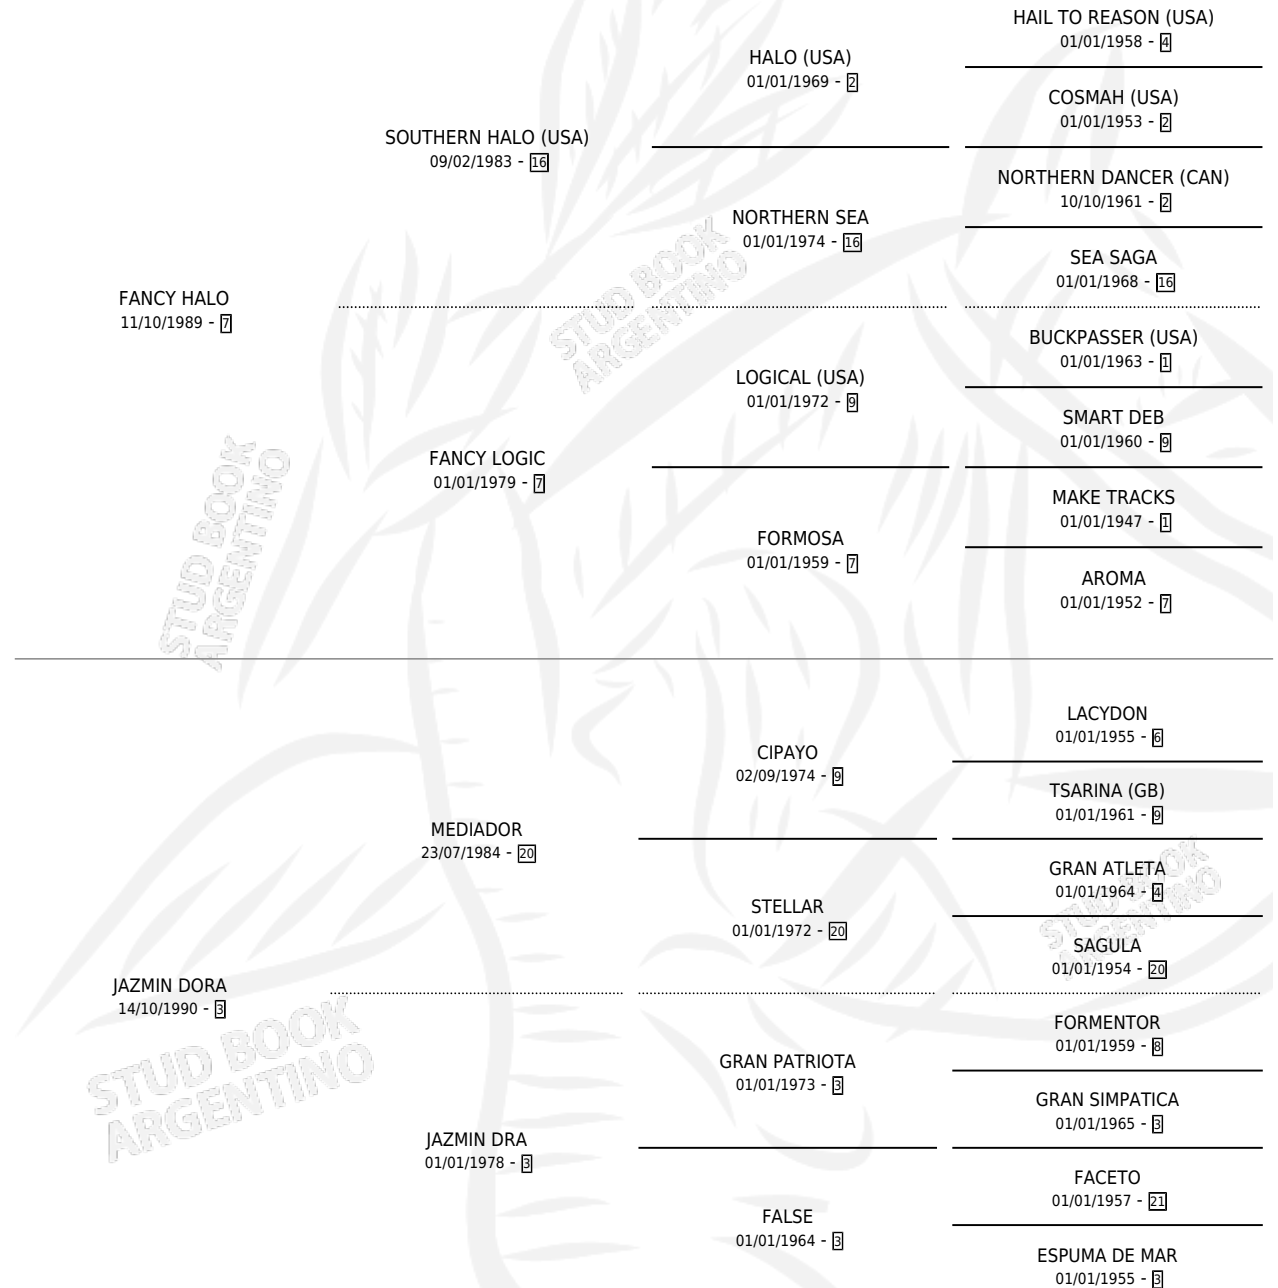 HAIL TO REASON (USA)
01/01/1958 - 4
HALO (USA)
01/01/1969 - 2
COSMAH (USA)
01/01/1953 - 2
SOUTHERN HALO (USA)
09/02/1983 - 16
NORTHERN DANCER (CAN)
10/10/1961 - 2
NORTHERN SEA
01/01/1974 - 16
SEA SAGA
01/01/1968 - 16
FANCY HALO
11/10/1989 - 7
STUD BOOK
ARGENTINO
BUCKPASSER (USA)
01/01/1963 - 1
LOGICAL (USA)
01/01/1972 - 9
SMART DEB
01/01/1960 - 9
FANCY LOGIC
01/01/1979 - 7
MAKE TRACKS
01/01/1947 - 1
FORMOSA
01/01/1959 - 7
AROMA
01/01/1952 - 7
STUD BOOK
ARGENTINO
LACYDON
01/01/1955 - 6
CIPAYO
02/09/1974 - 9
TSARINA (GB)
01/01/1961 - 9
MEDIADOR
23/07/1984 - 20
GRAN ATLETA
01/01/1964 - 4
STELLAR
01/01/1972 - 20
STUD BOOK
ARGENTINO
SAGULA
01/01/1954 - 20
JAZMIN DORA
14/10/1990 - 3
FORMENTOR
01/01/1959 - 8
GRAN PATRIOTA
01/01/1973 - 3
GRAN SIMPATICA
01/01/1965 - 3
STUD BOOK
ARGENTINO
JAZMIN DRA
01/01/1978 - 3
FACETO
01/01/1957 - 21
FALSE
01/01/1964 - 3
ESPUMA DE MAR
01/01/1955 - 3